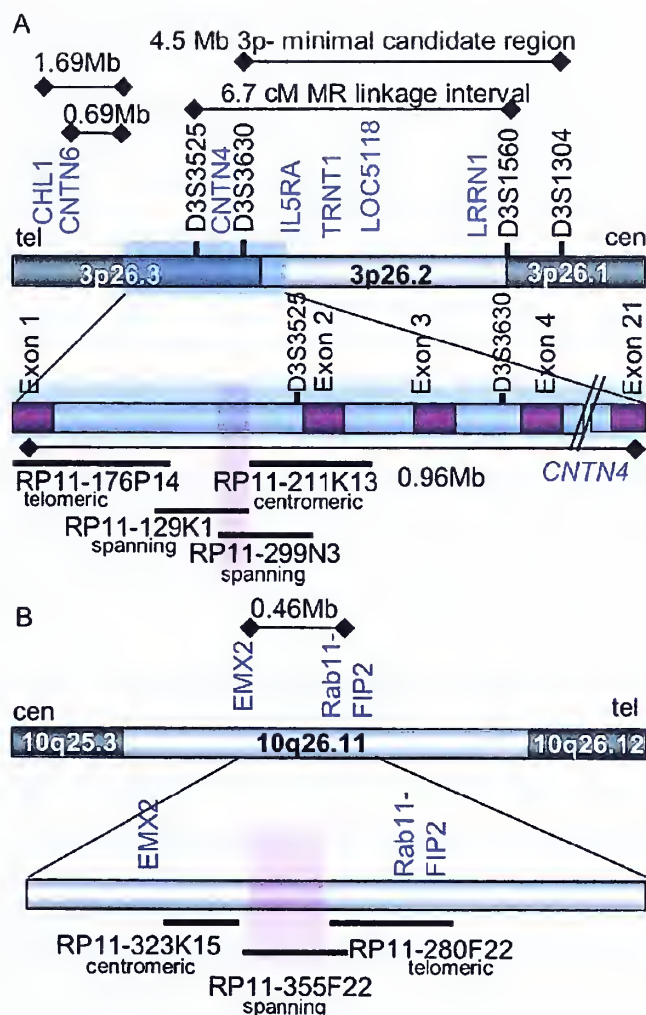 A
4.5 Mb 3p- minimal candidate region
1.69Mb
6.7 cM MR linkage interval
0.69Mb
CHL1
CNTN6
D3S3525
CNTN4
D3S3630
IL5RA
TRNT1
LOC5118
LRRN1
D3S1560
D3S1304
tel
cen
3p26.3
3p26.2
3p26.1
Exon 1
D3S3525
Exon 2
Exon 3
D3S3630
Exon 4
Exon 21
0.96Mb
CNTN4
RP11-176P14
telomeric
RP11-211K13
centromeric
RP11-129K1
spanning
RP11-299N3
spanning
B
0.46Mb
EMX2
Rab11-
FIP2
cen
tel
10q25.3
10q26.11
10q26.12
EMX2
Rab11-
FIP2
RP11-323K15
centromeric
RP11-280F22
telomeric
RP11-355F22
spanning